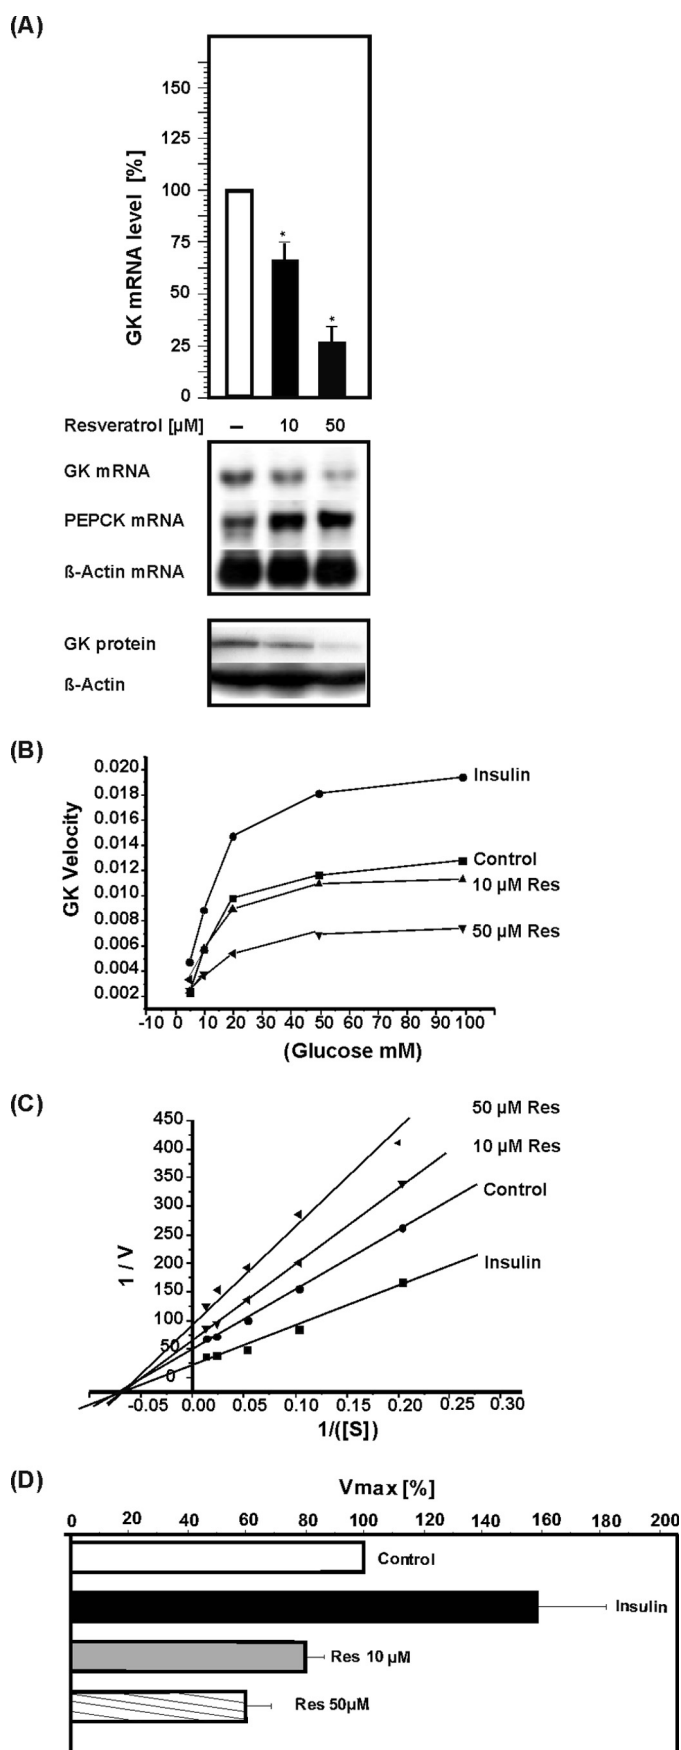 (A)
GK mRNA level [%]
150
125
100
75
50
25
0
*
*
Resveratrol [µM] – 10 50
GK mRNA
PEPCK mRNA
ß-Actin mRNA
GK protein
ß-Actin
(B)
GK Velocity
0.020
0.018
0.016
0.014
0.012
0.010
0.008
0.006
0.004
0.002
Insulin
Control
10 µM Res
50 µM Res
-10 0 10 20 30 40 50 60 70 80 90 100
(Glucose mM)
(C)
1 / V
450
400
350
300
250
200
150
100
50
0
50 µM Res
10 µM Res
Control
Insulin
-0.05 0.00 0.05 0.10 0.15 0.20 0.25 0.30
1/([S])
(D)
Vmax [%]
0 20 40 60 80 100 120 140 160 180 200
Control
Insulin
Res 10 µM
Res 50µM